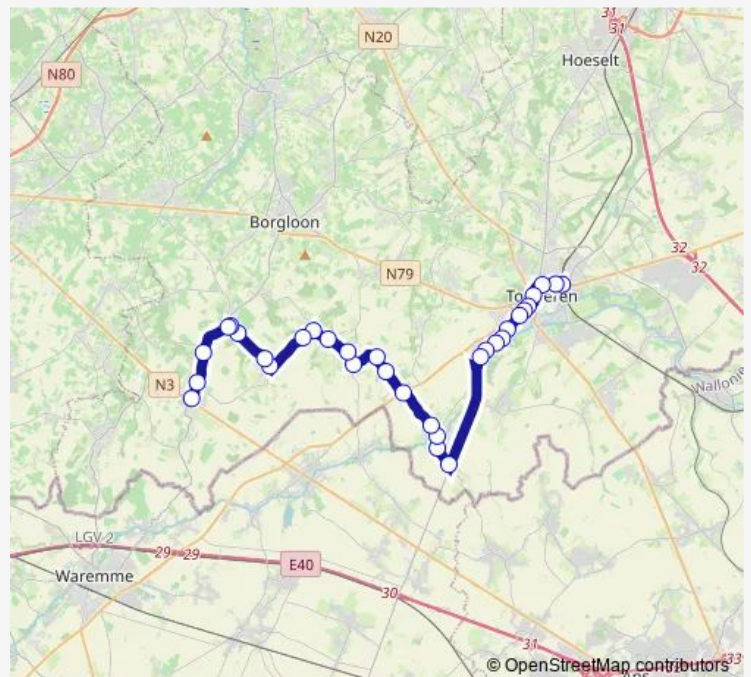 31
31
N20
Hoeselt
N80
Borgloon
32
32
N79
N3
Wallonie
LGV 2
29 29
E40
Waremme
30
31
33
© OpenStreetMap contributors